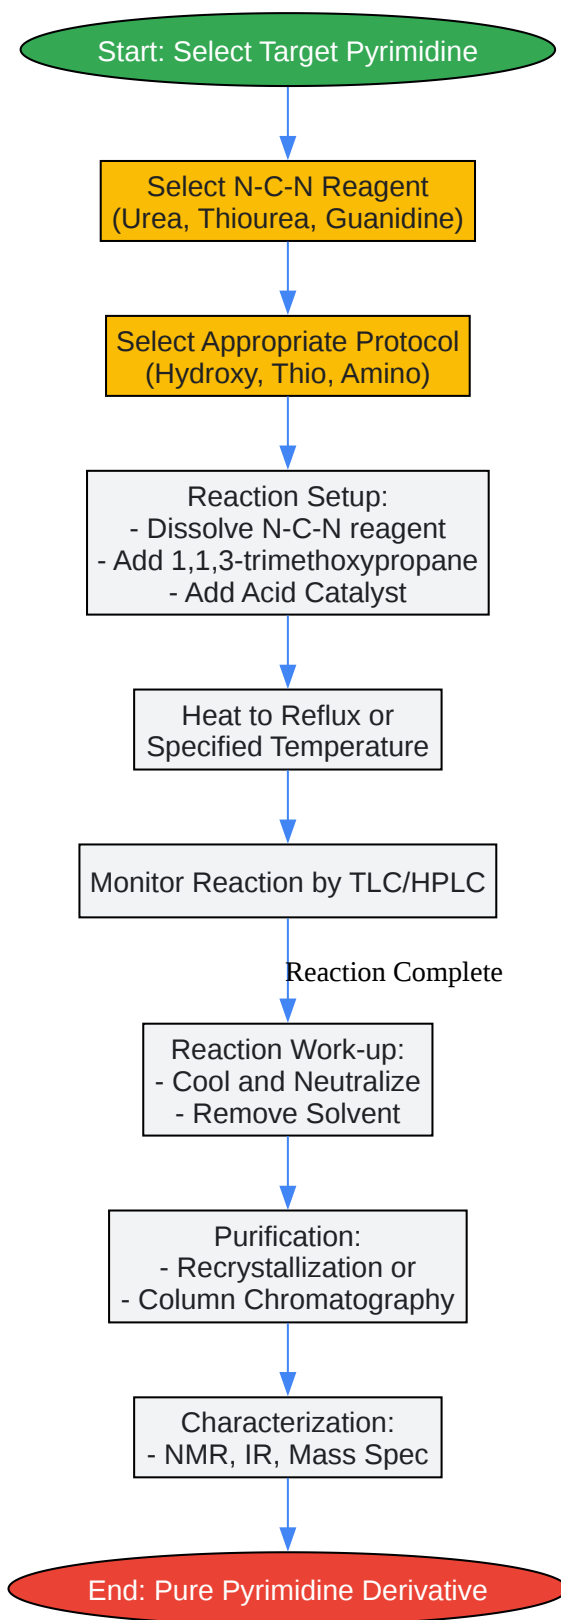 Start: Select Target Pyrimidine
Select N-C-N Reagent
(Urea, Thiourea, Guanidine)
Select Appropriate Protocol
(Hydroxy, Thio, Amino)
Reaction Setup:
- Dissolve N-C-N reagent
- Add 1,1,3-trimethoxypropane
- Add Acid Catalyst
Heat to Reflux or
Specified Temperature
Monitor Reaction by TLC/HPLC
Reaction Complete
Reaction Work-up:
- Cool and Neutralize
- Remove Solvent
Purification:
- Recrystallization or
- Column Chromatography
Characterization:
- NMR, IR, Mass Spec
End: Pure Pyrimidine Derivative